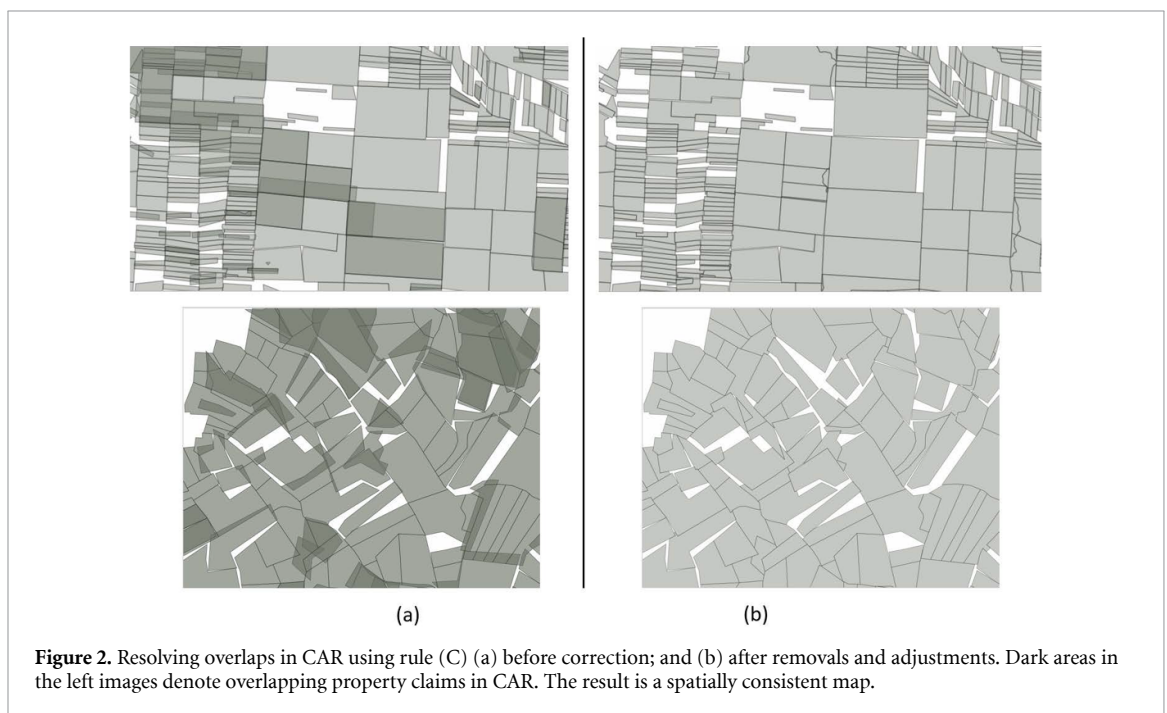 (a)
(b)
Figure 2. Resolving overlaps in CAR using rule (C) (a) before correction; and (b) after removals and adjustments. Dark areas in
the left images denote overlapping property claims in CAR. The result is a spatially consistent map.